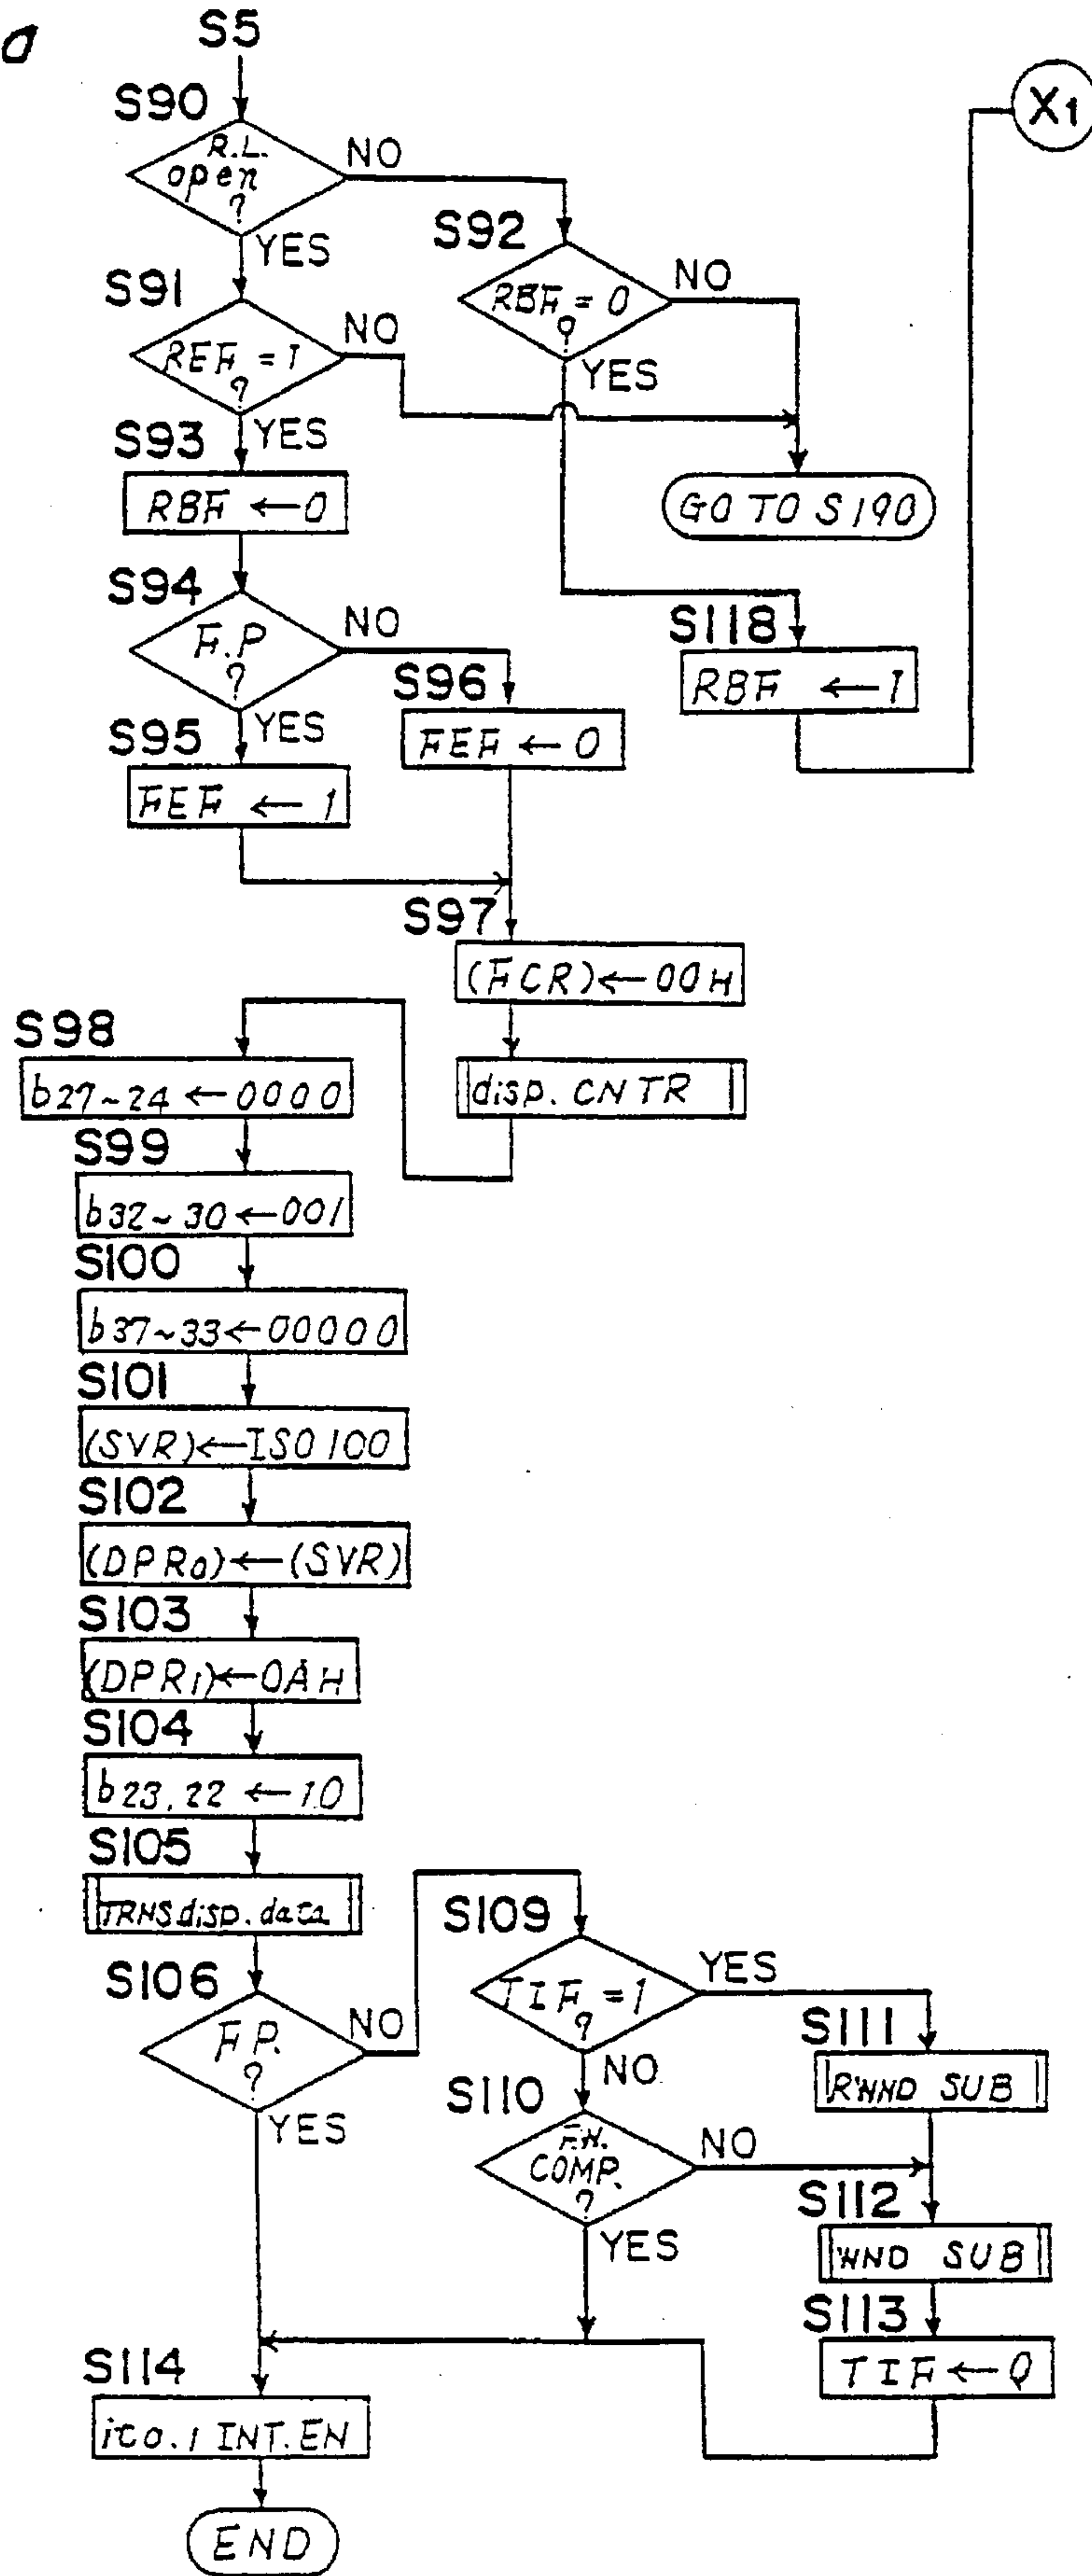 a
S5
X1
S90
R.L.
open
?
NO
YES
S92
RBF = 0
?
NO
YES
S91
REF = 1
?
NO
YES
GO TO S190
S93
RBF ← 0
S94
F.P
?
NO
YES
S118
RBF ← 1
S96
FEF ← 0
S95
FEF ← 1
S97
(FCR) ← 00H
disp. CNTR
S98
b27~24 ← 0000
S99
b32~30 ← 001
S100
b37~33 ← 00000
S101
(SVR) ← ISO 100
S102
(DPR0) ← (SVR)
S103
(DPR1) ← 0AH
S104
b23,22 ← 10
S105
TRNS disp. data
S106
F.P.
?
NO
YES
S109
TIF = 1
?
YES
NO
S111
RWND SUB
S110
COMP.
?
NO
YES
S112
WND SUB
S113
TIF ← 0
S114
it0.1 INT. EN
END